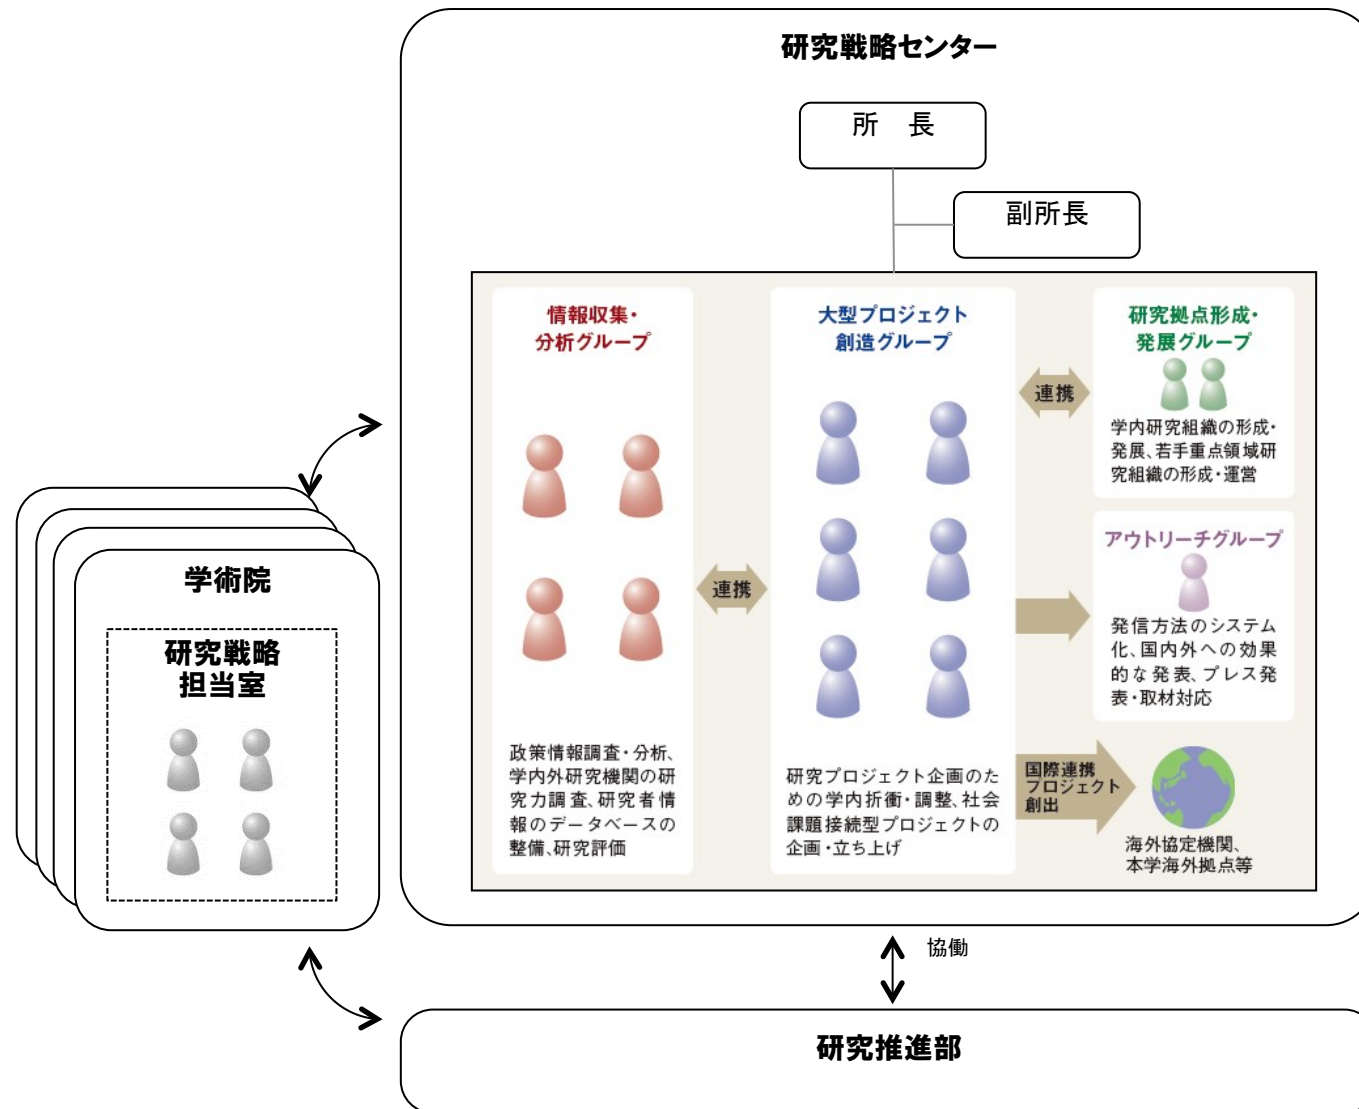 研究戦略センター
所　長
副所長
情報収集・
分析グループ
政策情報調査・分析、
学内外研究機関の研
究力調査、研究者情
報のデータベースの
整備、研究評価
連携
大型プロジェクト
創造グループ
研究プロジェクト企画のた
めの学内折衝・調整、社会
課題接続型プロジェクトの
企画・立ち上げ
連携
研究拠点形成・
発展グループ
学内研究組織の形成・
発展、若手重点領域研
究組織の形成・運営
アウトリーチグループ
発信方法のシステム
化、国内外への効果
的な発表、プレス発
表・取材対応
国際連携
プロジェクト
創出
海外協定機関、
本学海外拠点等
学術院
研究戦略
担当室
協働
研究推進部